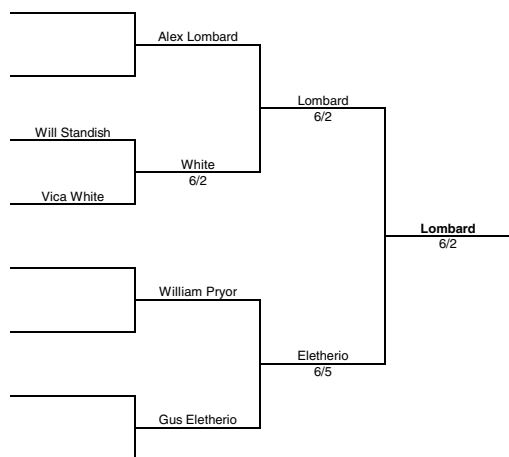 Alex Lombard
Lombard
6/2
Will Standish
White
6/2
Vica White
Lombard
6/2
William Pryor
Eletherio
6/5
Gus Eletherio